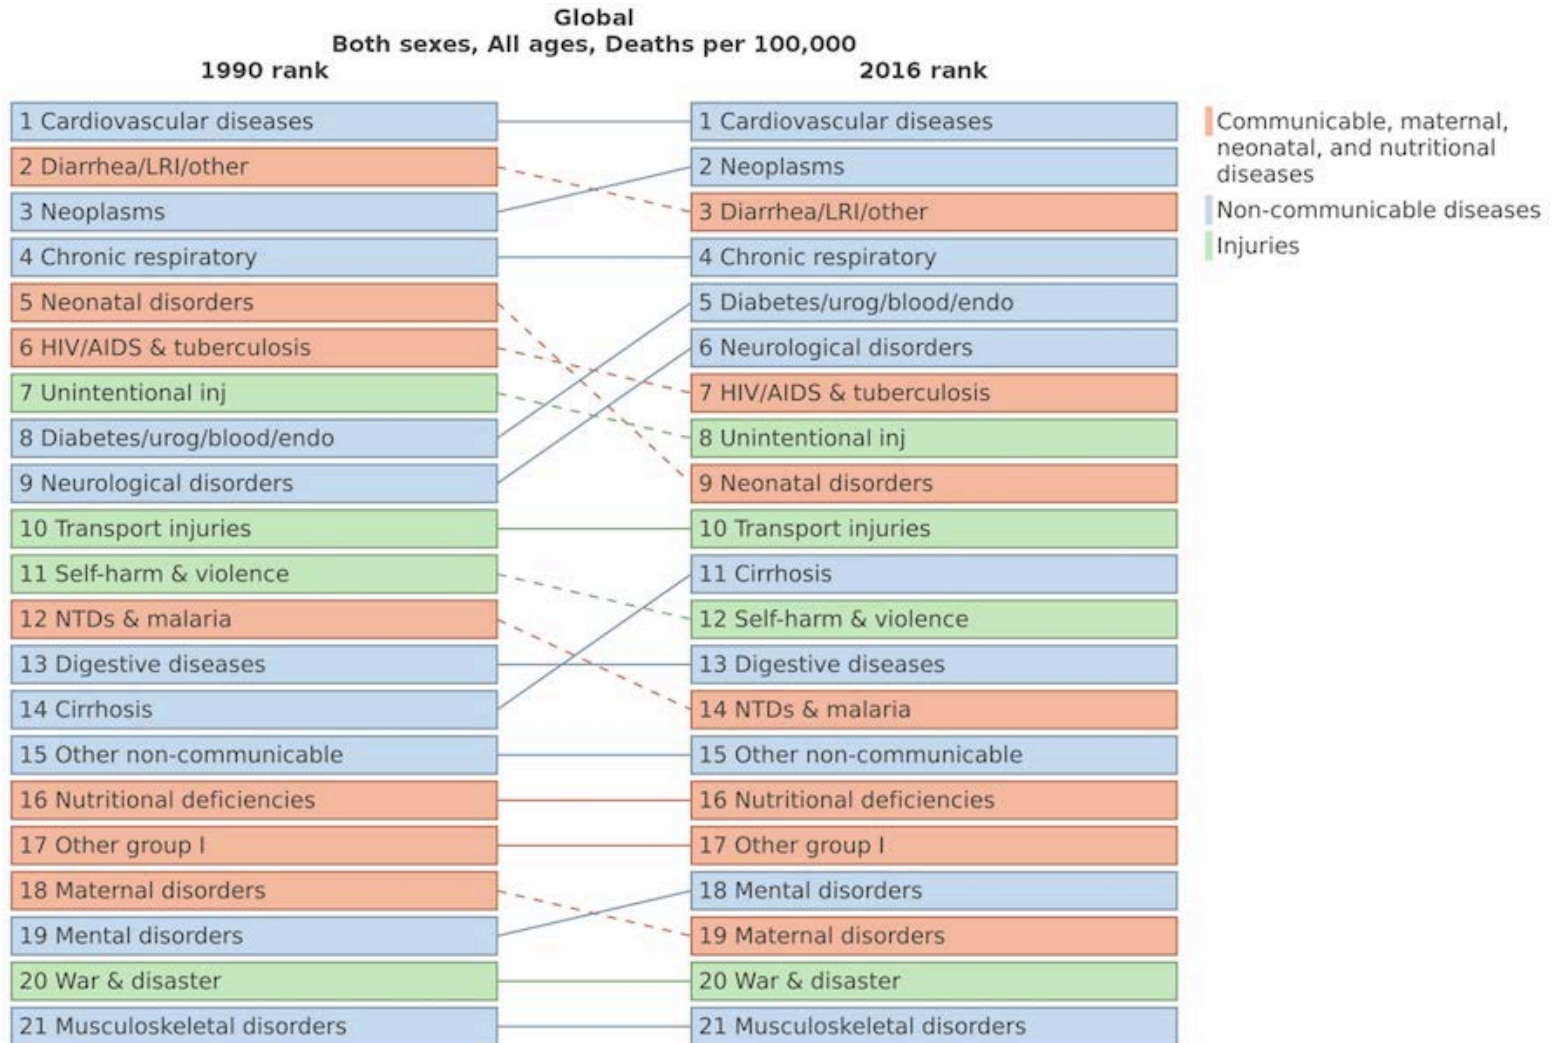 Global
Both sexes, All ages, Deaths per 100,000
1990 rank
2016 rank
1 Cardiovascular diseases
2 Diarrhea/LRI/other
3 Neoplasms
4 Chronic respiratory
5 Neonatal disorders
6 HIV/AIDS & tuberculosis
7 Unintentional inj
8 Diabetes/urog/blood/endo
9 Neurological disorders
10 Transport injuries
11 Self-harm & violence
12 NTDs & malaria
13 Digestive diseases
14 Cirrhosis
15 Other non-communicable
16 Nutritional deficiencies
17 Other group I
18 Maternal disorders
19 Mental disorders
20 War & disaster
21 Musculoskeletal disorders
1 Cardiovascular diseases
2 Neoplasms
3 Diarrhea/LRI/other
4 Chronic respiratory
5 Diabetes/urog/blood/endo
6 Neurological disorders
7 HIV/AIDS & tuberculosis
8 Unintentional inj
9 Neonatal disorders
10 Transport injuries
11 Cirrhosis
12 Self-harm & violence
13 Digestive diseases
14 NTDs & malaria
15 Other non-communicable
16 Nutritional deficiencies
17 Other group I
18 Mental disorders
19 Maternal disorders
20 War & disaster
21 Musculoskeletal disorders
Communicable, maternal,
neonatal, and nutritional
diseases
Non-communicable diseases
Injuries